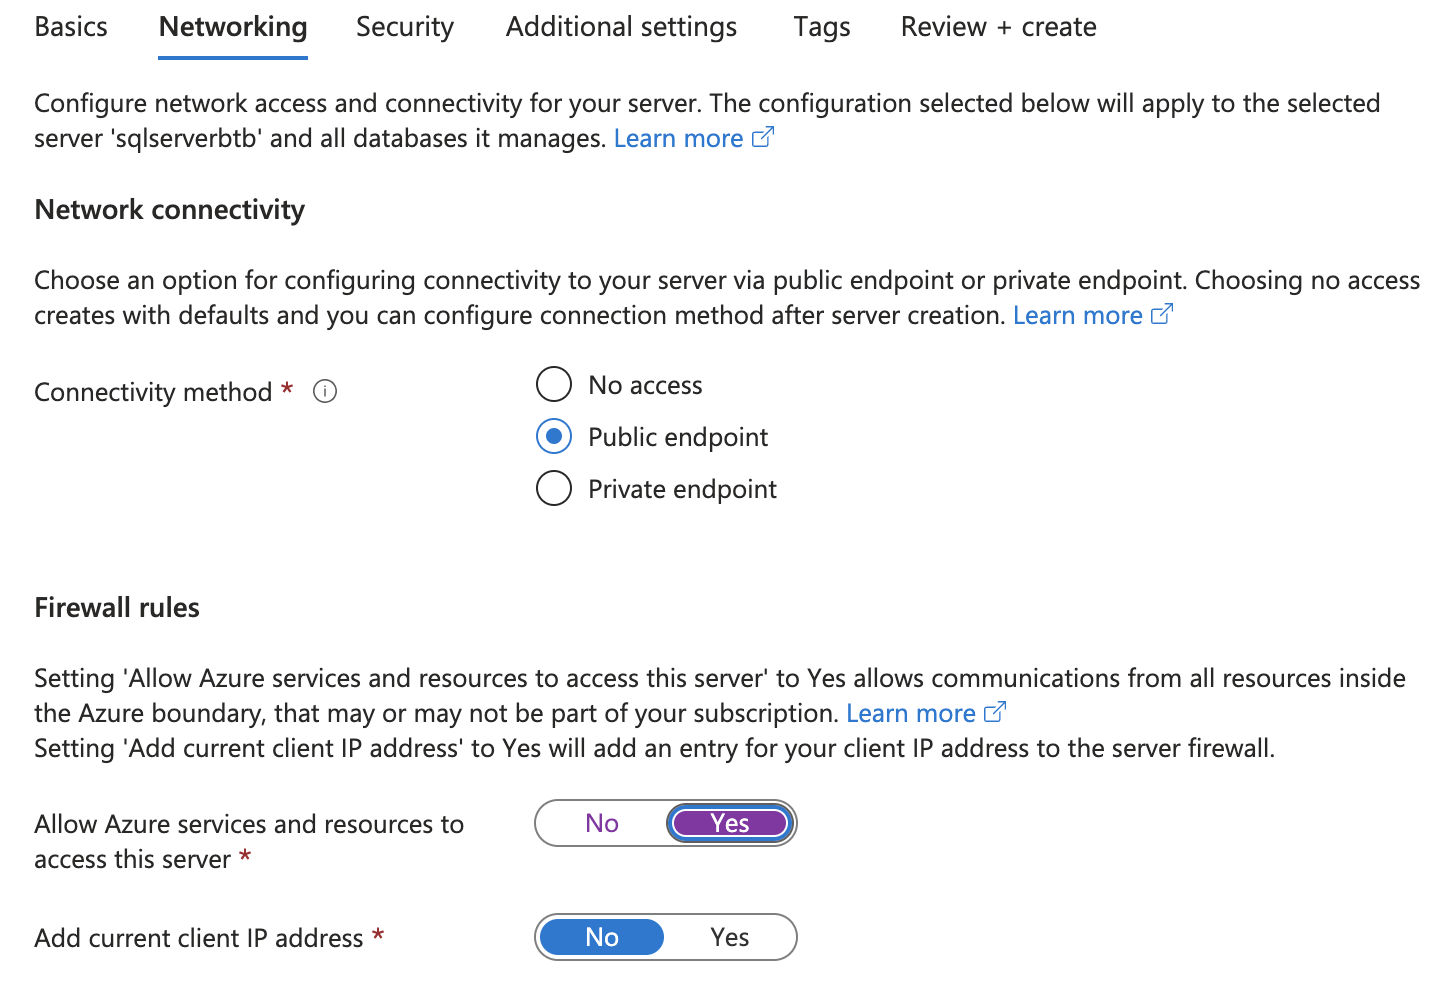 Basics Networking Security Additional settings Tags Review + create
Configure network access and connectivity for your server. The configuration selected below will apply to the selected
server 'sqlserverbtb' and all databases it manages. Learn more
Network connectivity
Choose an option for configuring connectivity to your server via public endpoint or private endpoint. Choosing no access
creates with defaults and you can configure connection method after server creation. Learn more
Connectivity method *
No access
Public endpoint
Private endpoint
Firewall rules
Setting 'Allow Azure services and resources to access this server' to Yes allows communications from all resources inside
the Azure boundary, that may or may not be part of your subscription. Learn more
Setting 'Add current client IP address' to Yes will add an entry for your client IP address to the server firewall.
Allow Azure services and resources to
access this server *
No Yes
Add current client IP address *
No Yes